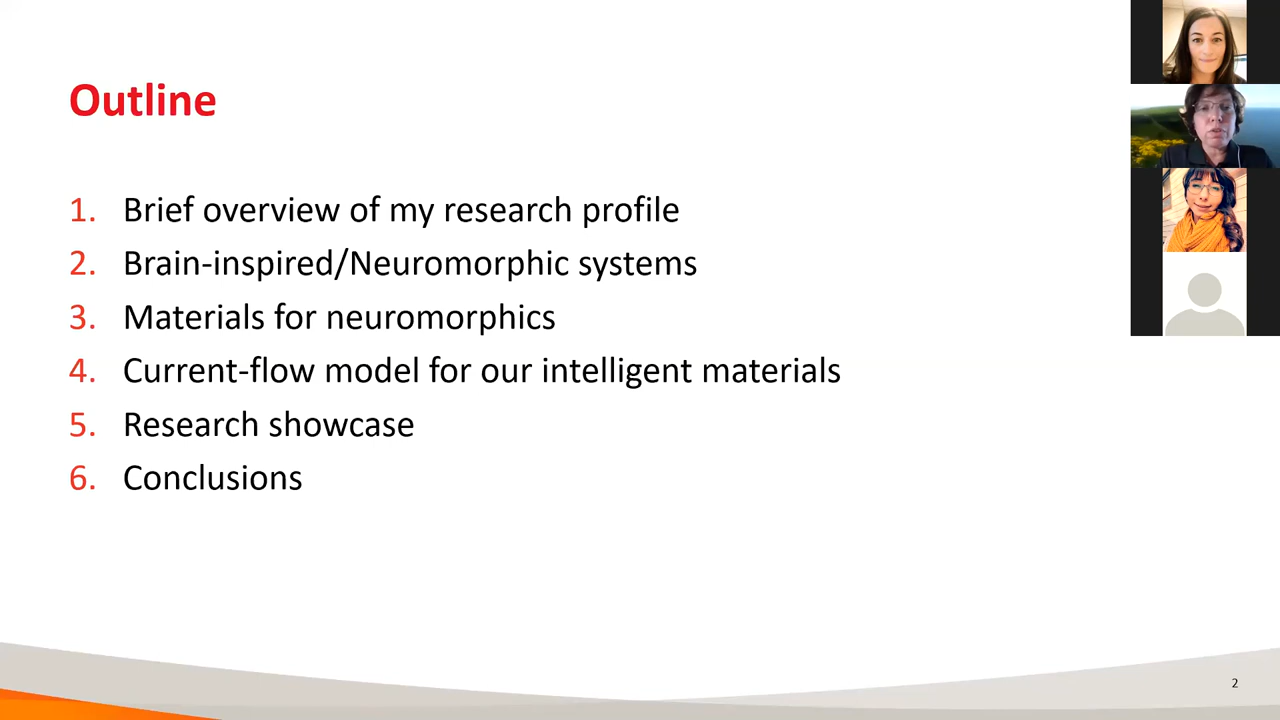 Outline
1. Brief overview of my research profile
2. Brain-inspired/Neuromorphic systems
3. Materials for neuromorphics
4. Current-flow model for our intelligent materials
5. Research showcase
6. Conclusions
2